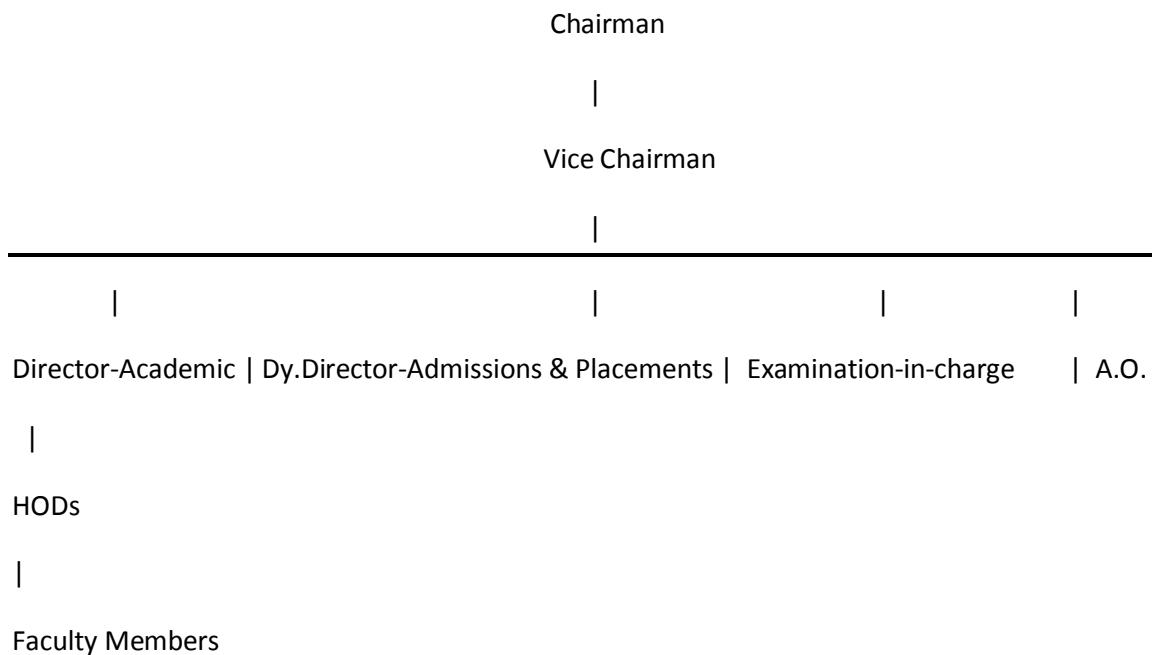 Chairman
|
Vice Chairman
|
| | | |
Director-Academic | Dy.Director-Admissions & Placements | Examination-in-charge | A.O.
|
HODs
|
Faculty Members